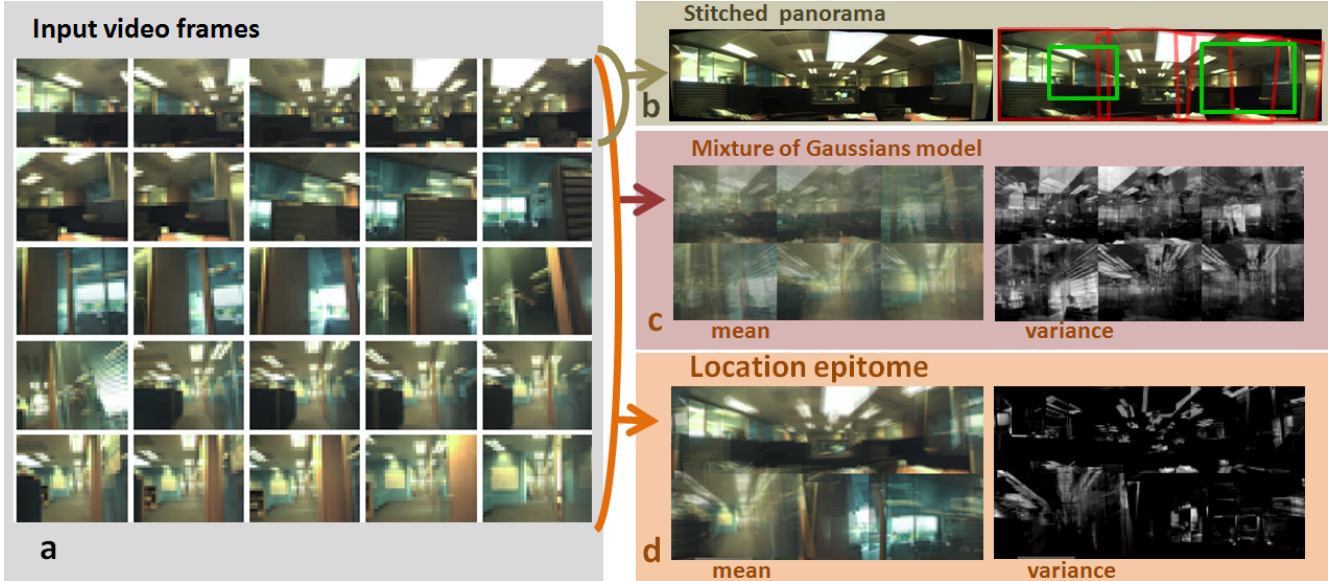 Input video frames
a
Stitched panorama
b
Mixture of Gaussians model
c
mean
variance
Location epitome
d
mean
variance